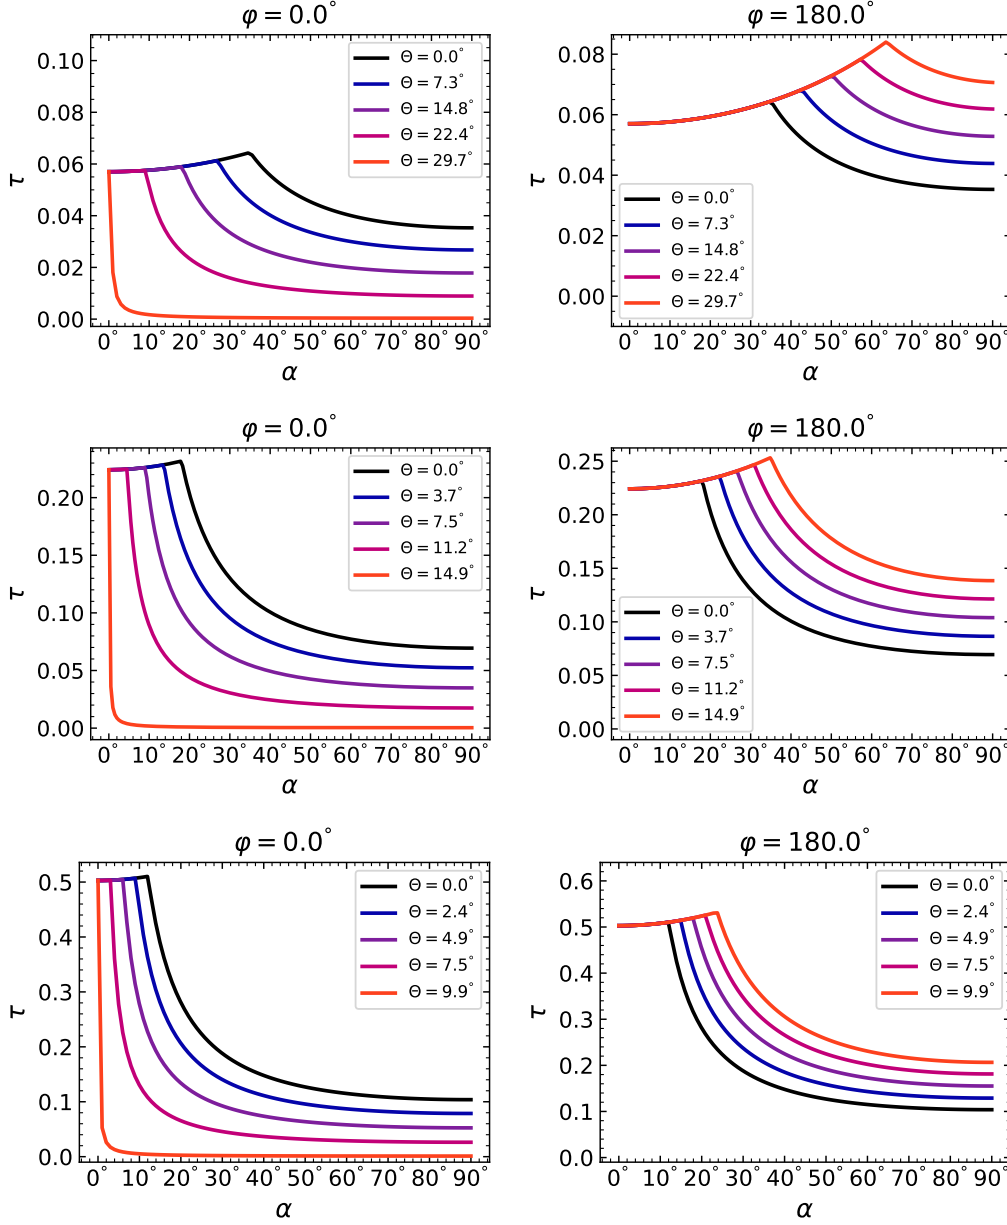 φ = 0.0°
τ
0.10
0.08
0.06
0.04
0.02
0.00
Θ = 0.0°
Θ = 7.3°
Θ = 14.8°
Θ = 22.4°
Θ = 29.7°
0° 10° 20° 30° 40° 50° 60° 70° 80° 90°
α
φ = 180.0°
τ
0.08
0.06
0.04
0.02
0.00
Θ = 0.0°
Θ = 7.3°
Θ = 14.8°
Θ = 22.4°
Θ = 29.7°
0° 10° 20° 30° 40° 50° 60° 70° 80° 90°
α
φ = 0.0°
τ
0.20
0.15
0.10
0.05
0.00
Θ = 0.0°
Θ = 3.7°
Θ = 7.5°
Θ = 11.2°
Θ = 14.9°
0° 10° 20° 30° 40° 50° 60° 70° 80° 90°
α
φ = 180.0°
τ
0.25
0.20
0.15
0.10
0.05
0.00
Θ = 0.0°
Θ = 3.7°
Θ = 7.5°
Θ = 11.2°
Θ = 14.9°
0° 10° 20° 30° 40° 50° 60° 70° 80° 90°
α
φ = 0.0°
τ
0.5
0.4
0.3
0.2
0.1
0.0
Θ = 0.0°
Θ = 2.4°
Θ = 4.9°
Θ = 7.5°
Θ = 9.9°
0° 10° 20° 30° 40° 50° 60° 70° 80° 90°
α
φ = 180.0°
τ
0.6
0.5
0.4
0.3
0.2
0.1
0.0
Θ = 0.0°
Θ = 2.4°
Θ = 4.9°
Θ = 7.5°
Θ = 9.9°
0° 10° 20° 30° 40° 50° 60° 70° 80° 90°
α